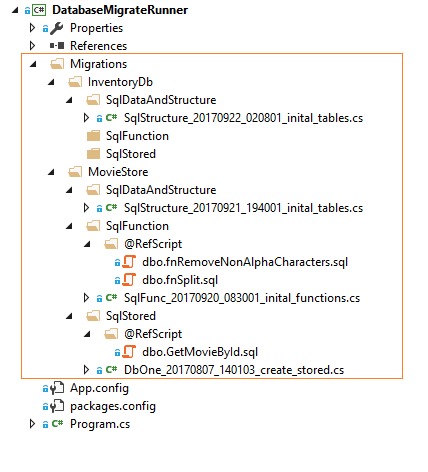 DatabaseMigrateRunner
Properties
References
Migrations
InventoryDb
SqlDataAndStructure
SqlStructure_20170922_020801_inital_tables.cs
SqlFunction
SqlStored
MovieStore
SqlDataAndStructure
SqlStructure_20170921_194001_inital_tables.cs
SqlFunction
@RefScript
dbo.fnRemoveNonAlphaCharacters.sql
dbo.fnSplit.sql
SqlFunc_20170920_083001_inital_functions.cs
SqlStored
@RefScript
dbo.GetMovieById.sql
DbOne_20170807_140103_create_stored.cs
App.config
packages.config
Program.cs